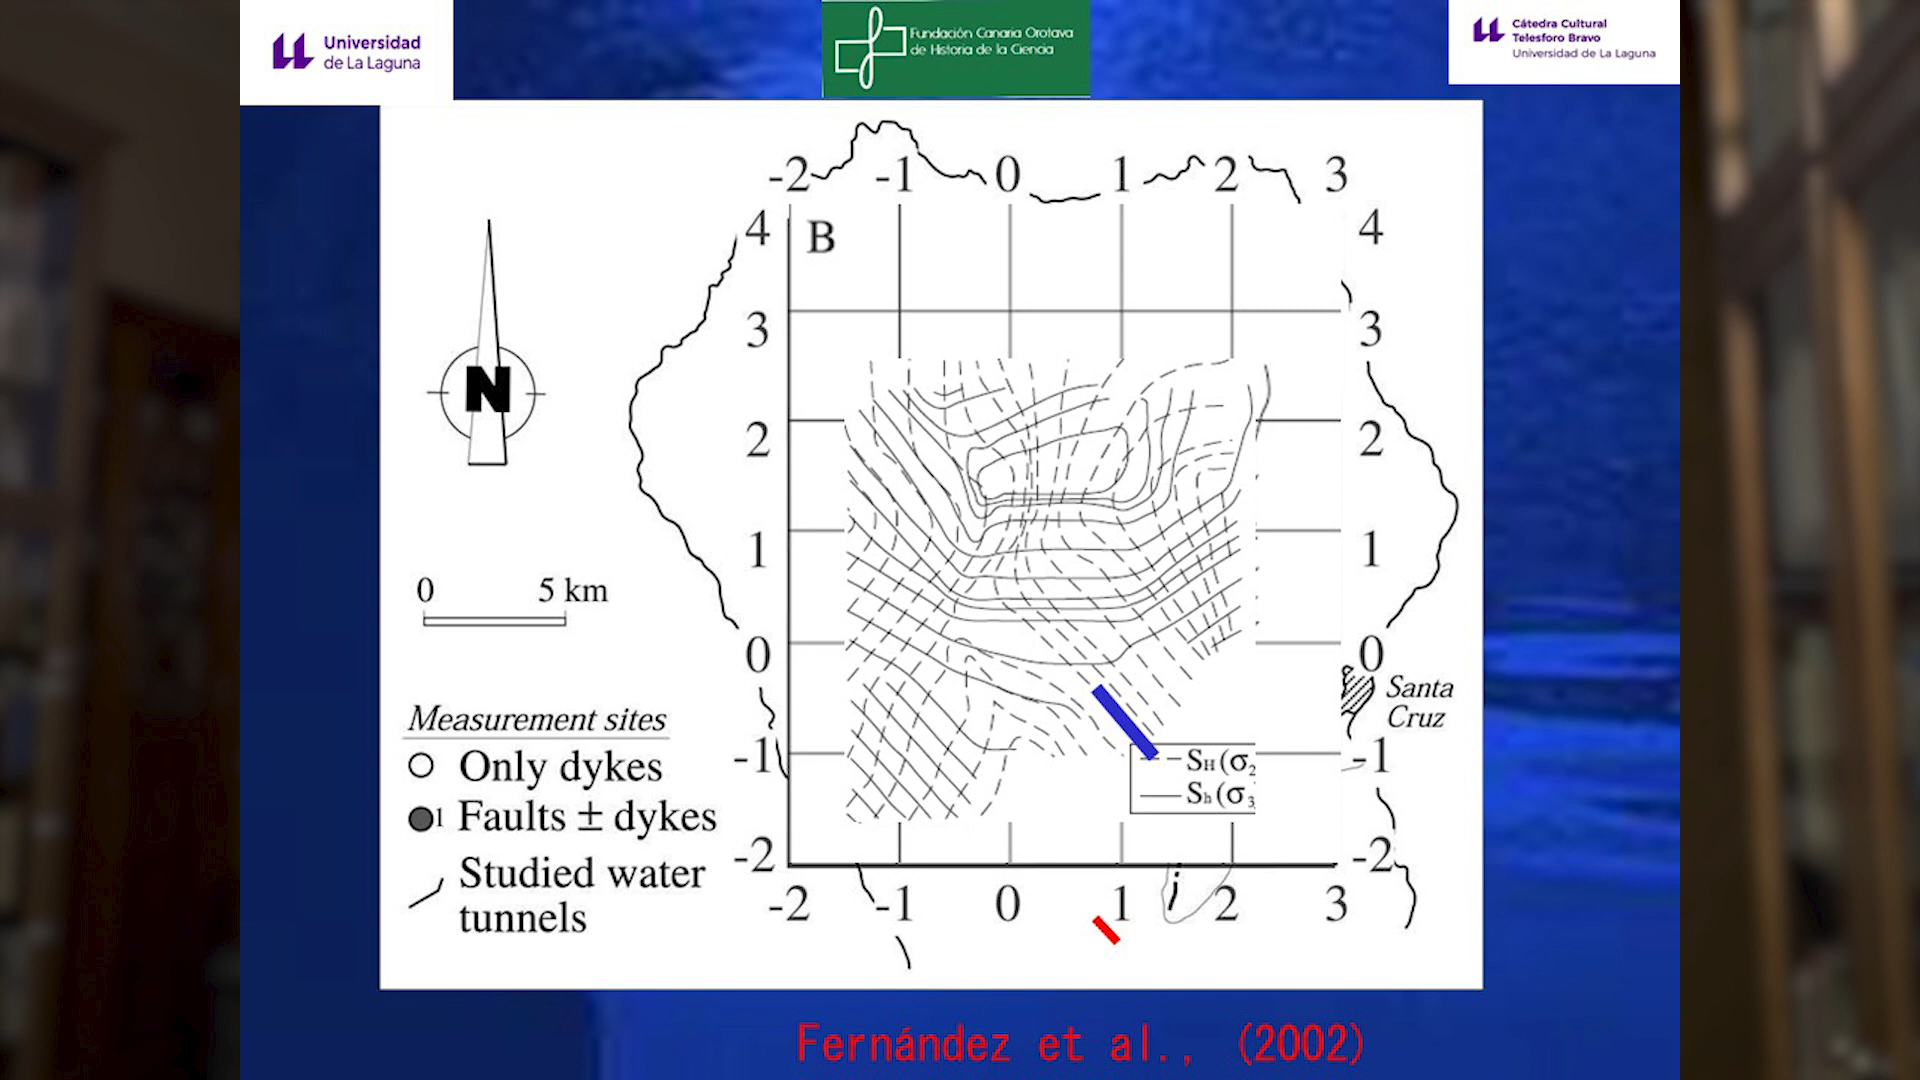 Universidad
de La Laguna
Fundación Canaria Orotava
de Historia de la Ciencia
Cátedra Cultural
Telesforo Bravo
Universidad de La Laguna
-2 -1 0 1 2 3
4 B 4
N
3 3
2 2
1 1
0 5 km
0 0
Santa
Cruz
Measurement sites
-1 -1
Only dykes
SH (σ2
Sh (σ3
1 Faults ± dykes
-2 -2
Studied water
tunnels
-2 -1 0 1 2 3
Fernández et al., (2002)